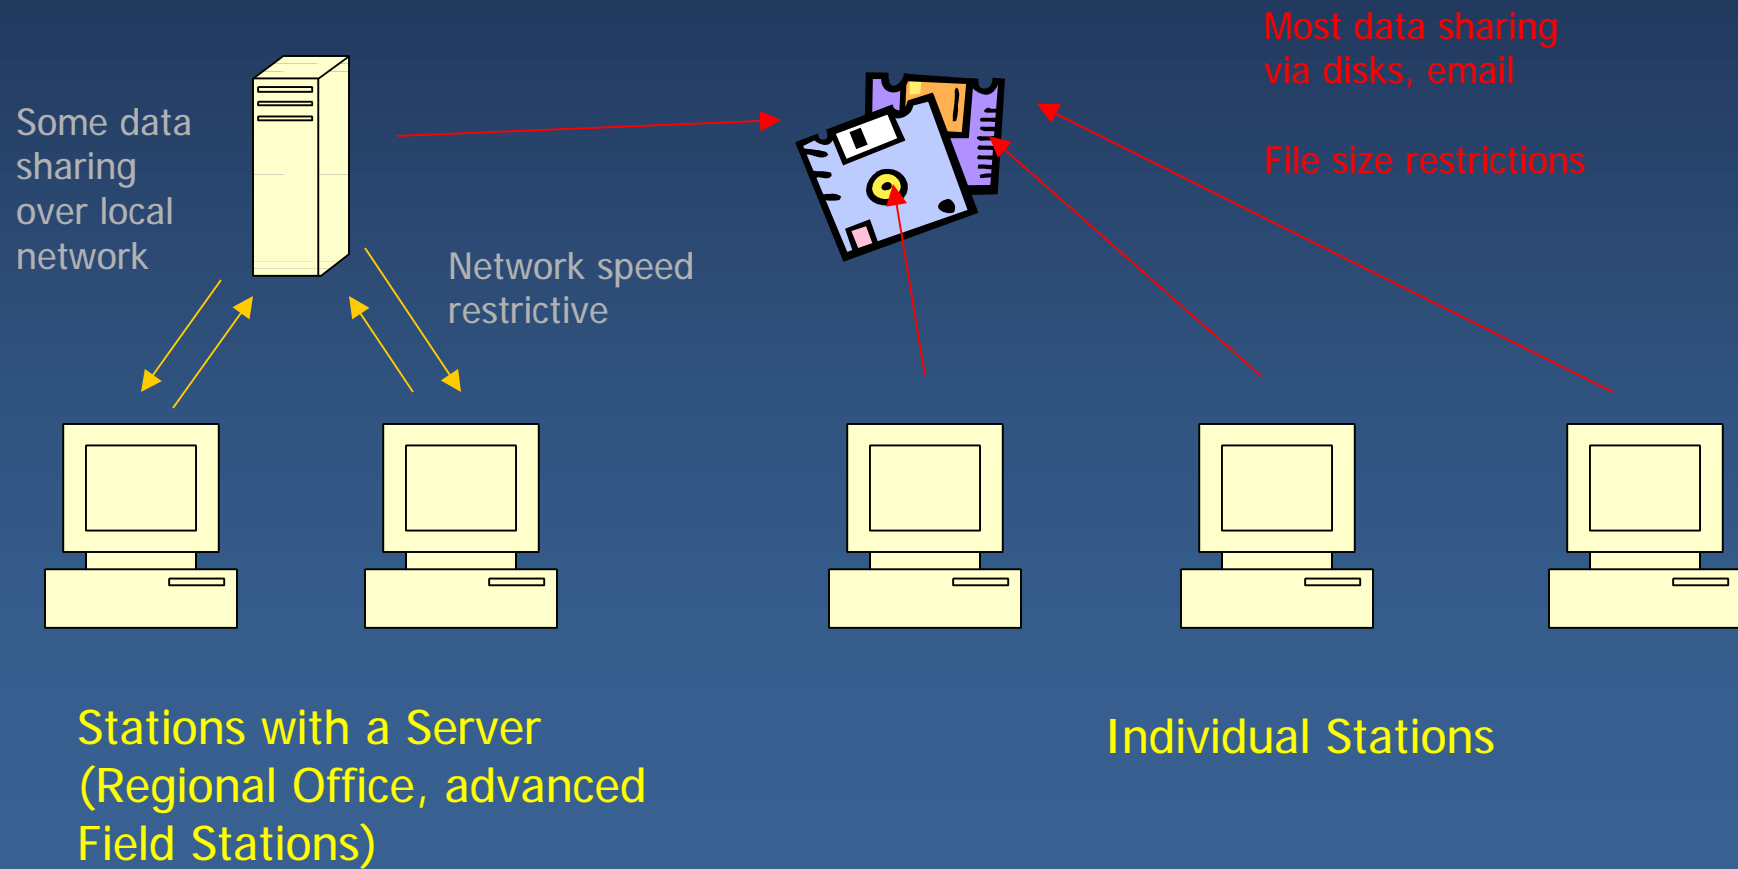 Most data sharing
via disks, email
File size restrictions
Some data
sharing
over local
network
Network speed
restrictive
Stations with a Server
(Regional Office, advanced
Field Stations)
Individual Stations